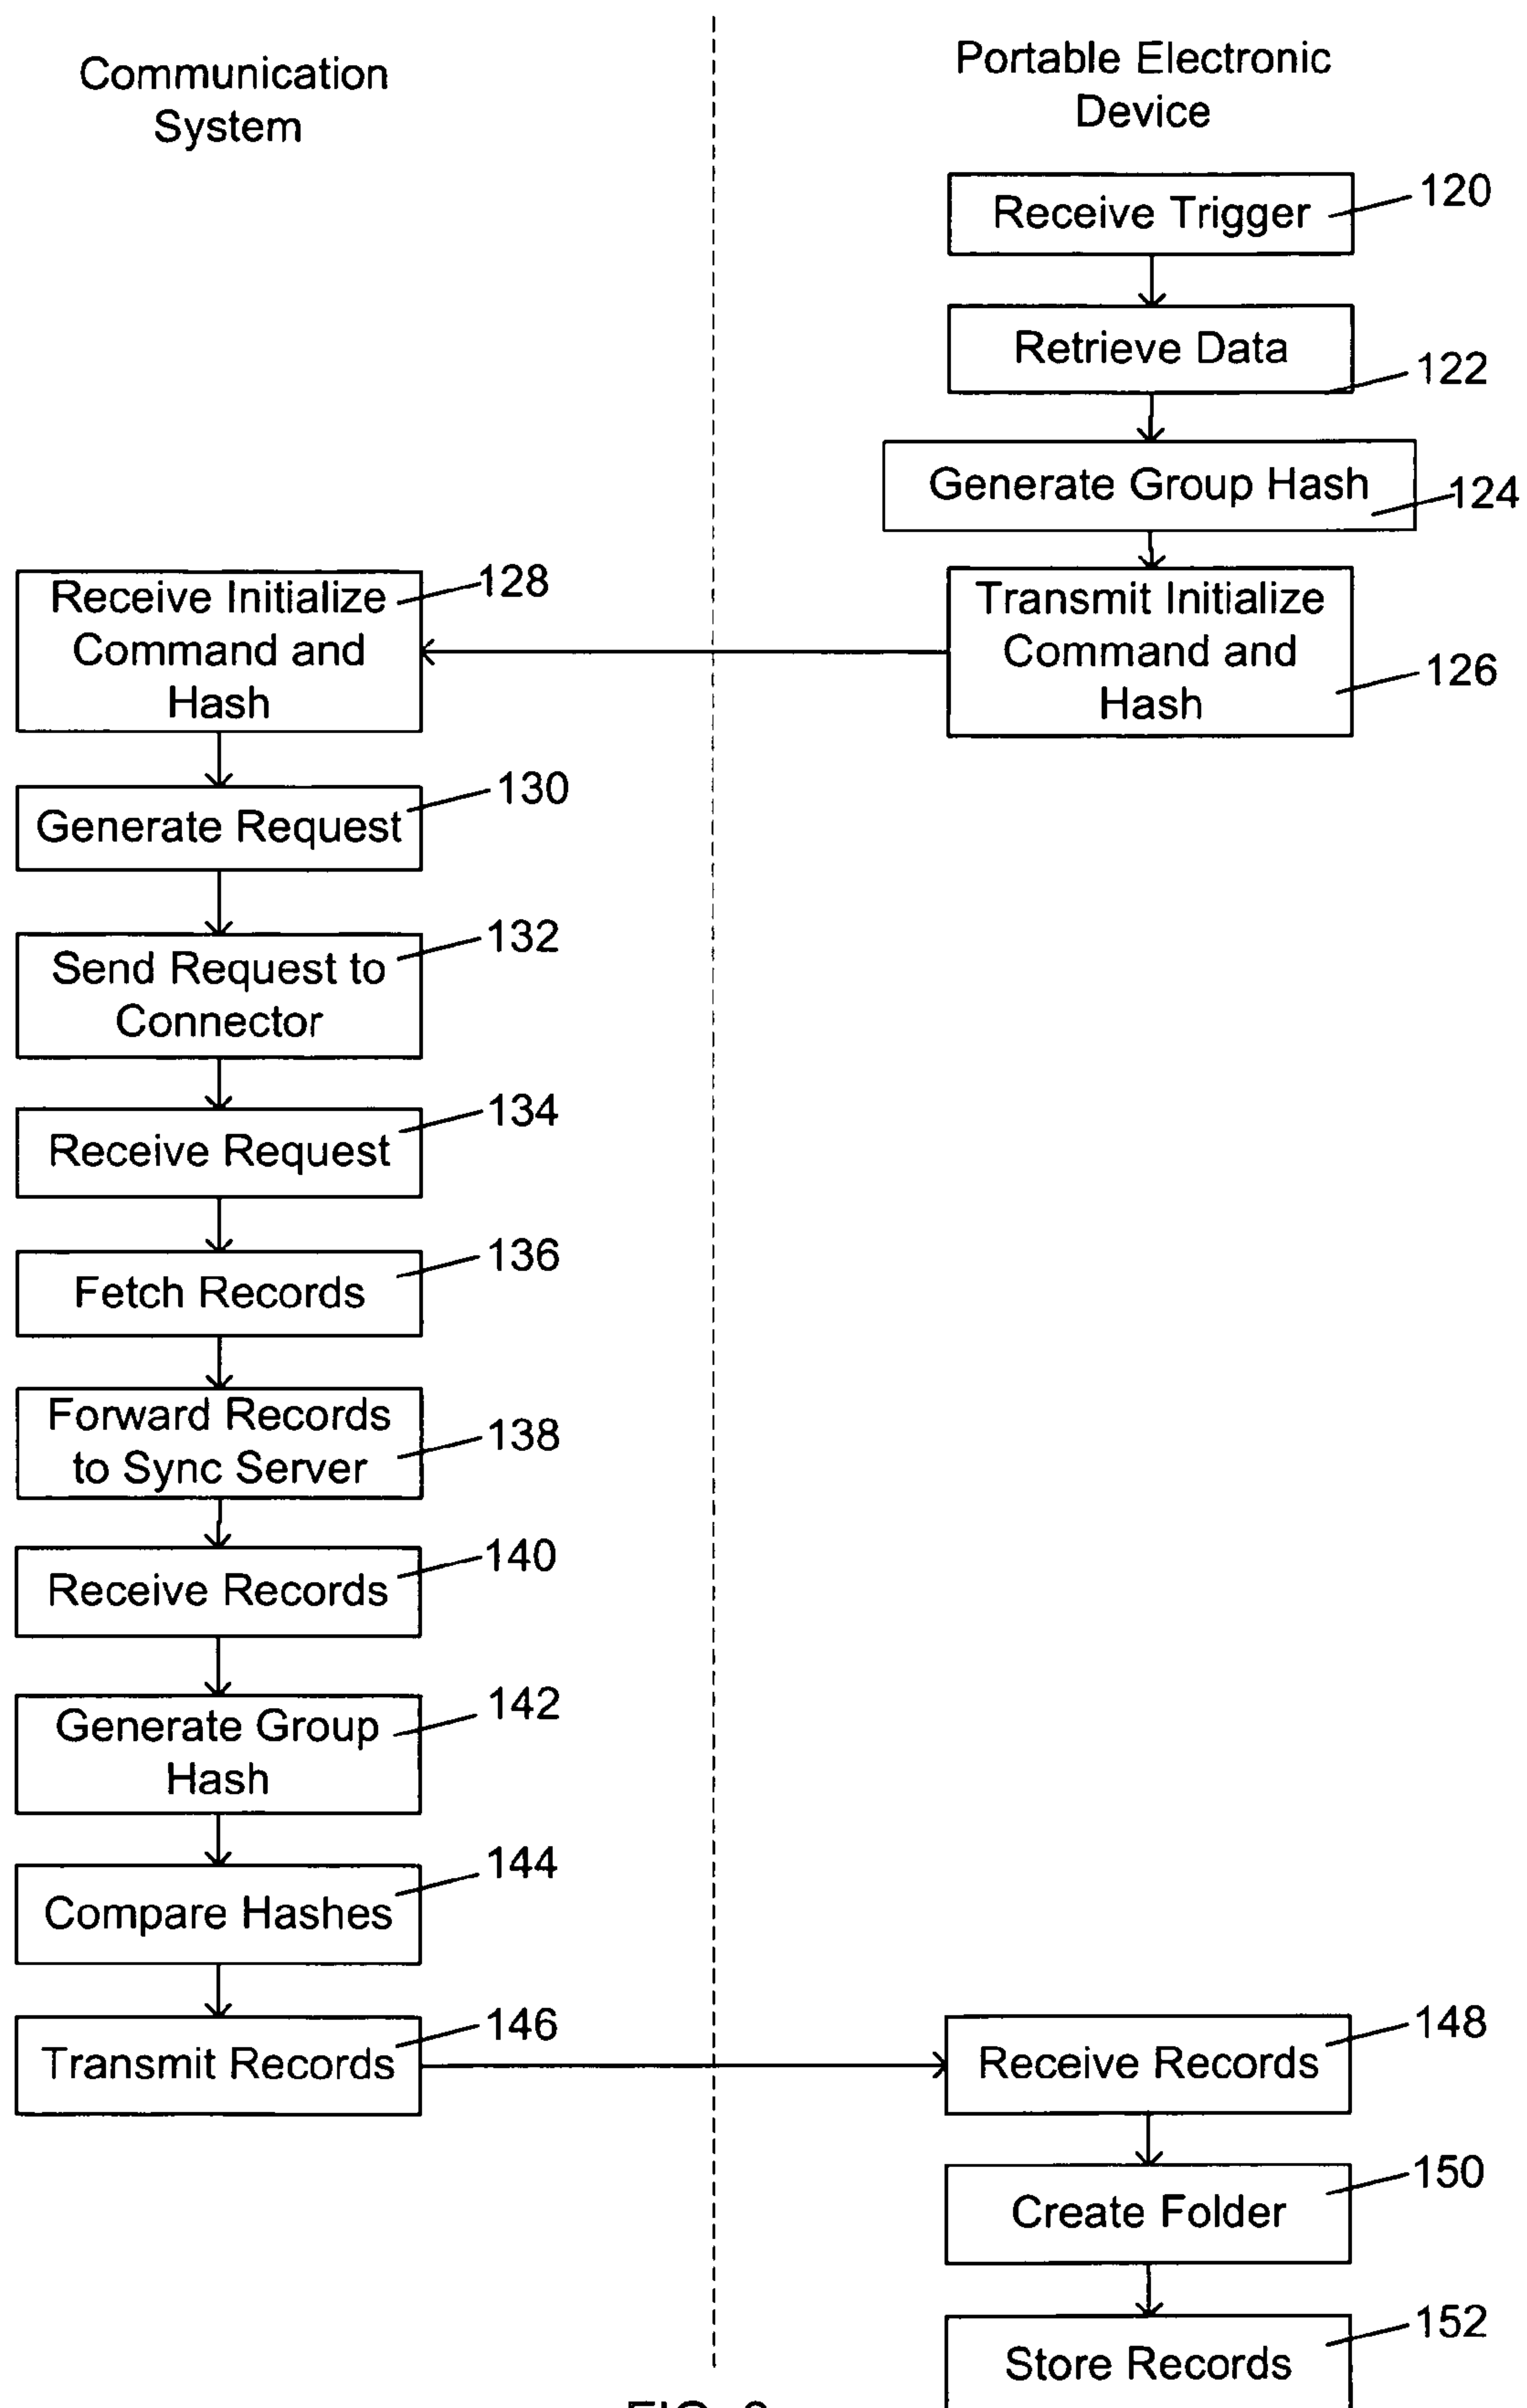 Communication
System
Portable Electronic
Device
Receive Trigger
120
Retrieve Data
122
Generate Group Hash
124
Transmit Initialize
Command and
Hash
126
Receive Initialize
Command and
Hash
128
Generate Request
130
Send Request to
Connector
132
Receive Request
134
Fetch Records
136
Forward Records
to Sync Server
138
Receive Records
140
Generate Group
Hash
142
Compare Hashes
144
Transmit Records
146
Receive Records
148
Create Folder
150
Store Records
152